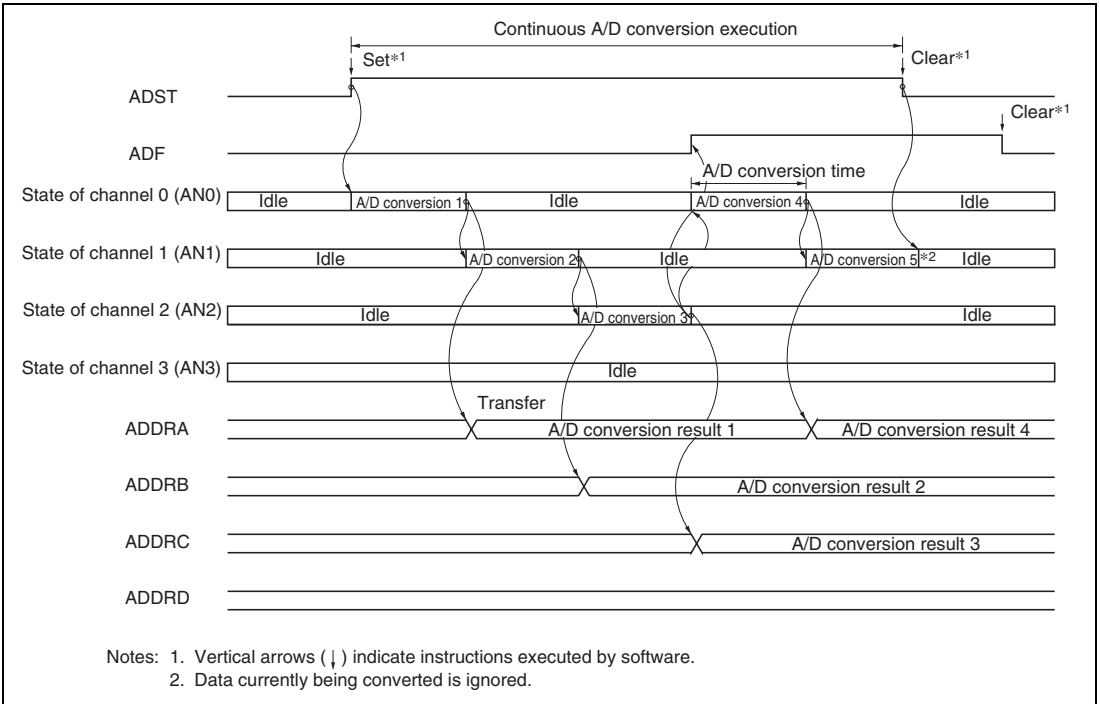 Continuous A/D conversion execution
Set*1 Clear*1
ADST
Clear*1
ADF
A/D conversion time
State of channel 0 (AN0) Idle A/D conversion 1 Idle A/D conversion 4 Idle
State of channel 1 (AN1) Idle A/D conversion 2 Idle A/D conversion 5 *2 Idle
State of channel 2 (AN2) Idle A/D conversion 3 Idle
State of channel 3 (AN3) Idle
Transfer
ADDRA A/D conversion result 1 A/D conversion result 4
ADDRB A/D conversion result 2
ADDRC A/D conversion result 3
ADDRD
Notes: 1. Vertical arrows (↓) indicate instructions executed by software.
2. Data currently being converted is ignored.